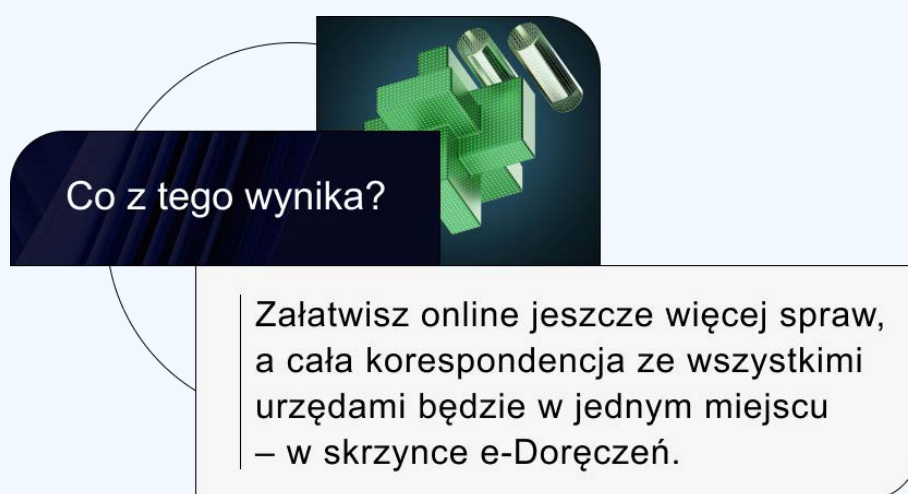 Co z tego wynika?
Załatwisz online jeszcze więcej spraw,
a cała korespondencja ze wszystkimi
urzędami będzie w jednym miejscu
– w skrzynce e-Doręczeń.